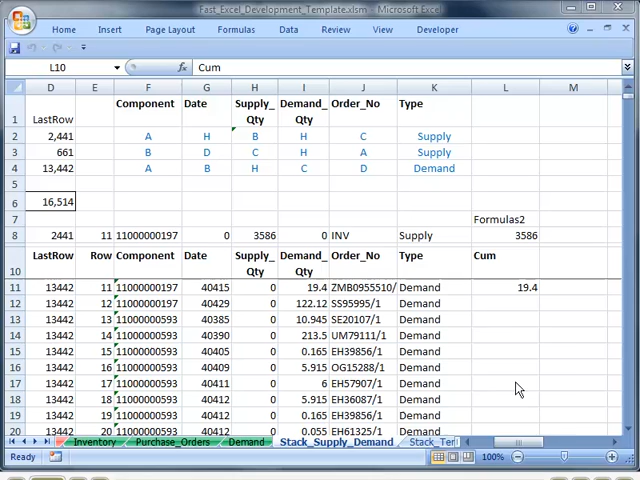 Fast_Excel_Development_Template.xlsm - Microsoft Excel
Home Insert Page Layout Formulas Data Review View Developer
L10 fx Cum
D E F G H I J K L M
1 LastRow Component Date Supply_Qty Demand_Qty Order_No Type
2 2,441 A H B H C Supply
3 661 B D C H A Supply
4 13,442 A B H C D Demand
5
6 16,514
7 Formulas2
8 2441 11 11000000197 0 3586 0 INV Supply 3586
10 LastRow Row Component Date Supply_Qty Demand_Qty Order_No Type Cum
11 13442 11 11000000197 40415 0 19.4 ZMB0955510/ Demand 19.4
12 13442 12 11000000197 40429 0 122.12 SS95995/1 Demand
13 13442 13 11000000593 40385 0 10.945 SE20107/1 Demand
14 13442 14 11000000593 40390 0 213.5 UM79111/1 Demand
15 13442 15 11000000593 40405 0 0.165 EH39856/1 Demand
16 13442 16 11000000593 40409 0 5.915 OG15288/1 Demand
17 13442 17 11000000593 40411 0 6 EH57907/1 Demand
18 13442 18 11000000593 40412 0 5.915 EH36087/1 Demand
19 13442 19 11000000593 40412 0 0.165 EH39856/1 Demand
20 13442 20 11000000593 40412 0 0.055 EH61325/1 Demand
Inventory Purchase_Orders Demand Stack_Supply_Demand Stack_Tem
Ready 100%